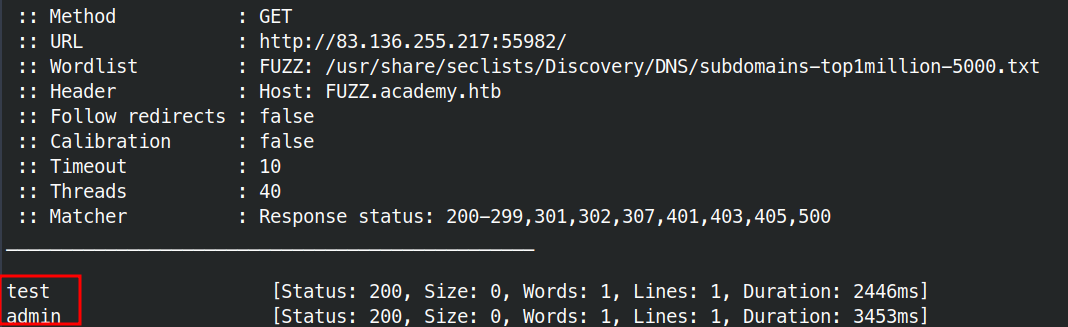 :: Method : GET
:: URL : http://83.136.255.217:55982/
:: Wordlist : FUZZ: /usr/share/seclists/Discovery/DNS/subdomains-top1million-5000.txt
:: Header : Host: FUZZ.academy.htb
:: Follow redirects : false
:: Calibration : false
:: Timeout : 10
:: Threads : 40
:: Matcher : Response status: 200-299,301,302,307,401,403,405,500
________________________________________________
test [Status: 200, Size: 0, Words: 1, Lines: 1, Duration: 2446ms]
admin [Status: 200, Size: 0, Words: 1, Lines: 1, Duration: 3453ms]